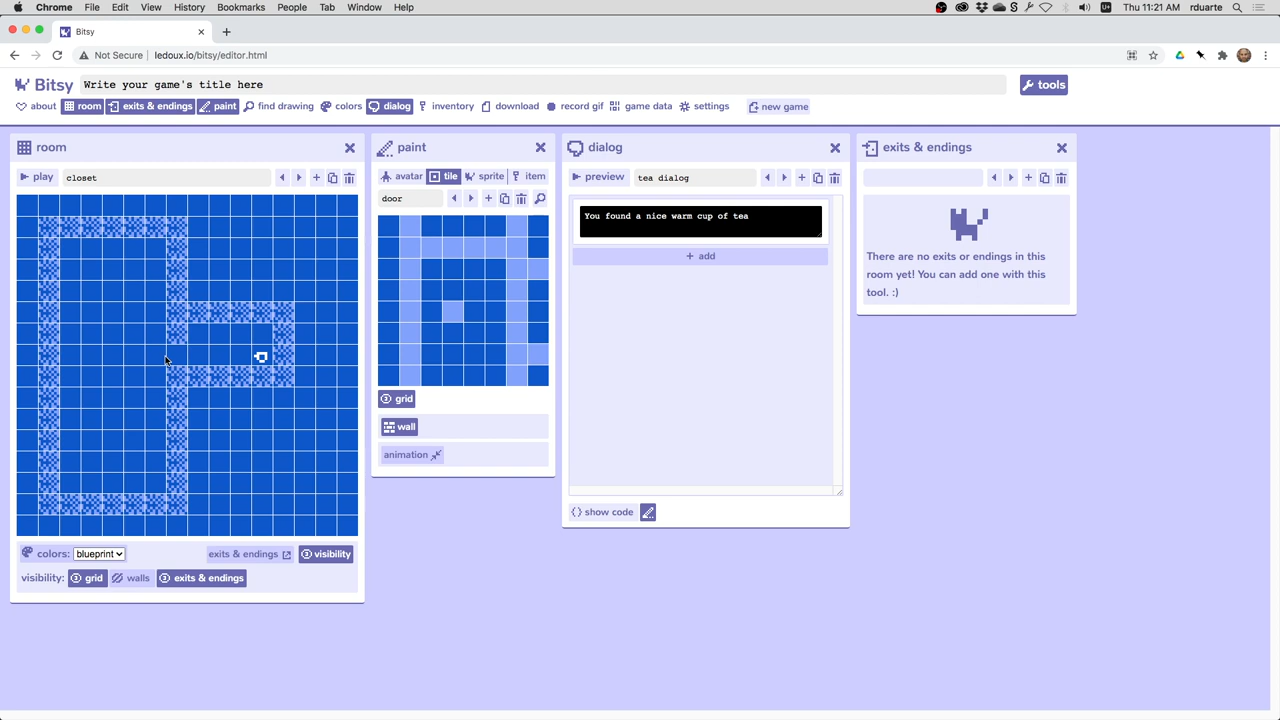 Chrome File Edit View History Bookmarks People Tab Window Help Thu 11:21 AM rduarte
Bitsy
Not Secure ledoux.io/bitsy/editor.html
Bitsy Write your game's title here tools
about room exits & endings paint find drawing colors dialog inventory download record gif game data settings new game
room
play closet
colors: blueprint exits & endings visibility
visibility: grid walls exits & endings
paint
avatar tile sprite item
door
grid
wall
animation
dialog
preview tea dialog
You found a nice warm cup of tea
+ add
{} show code
exits & endings
There are no exits or endings in this
room yet! You can add one with this
tool. :)